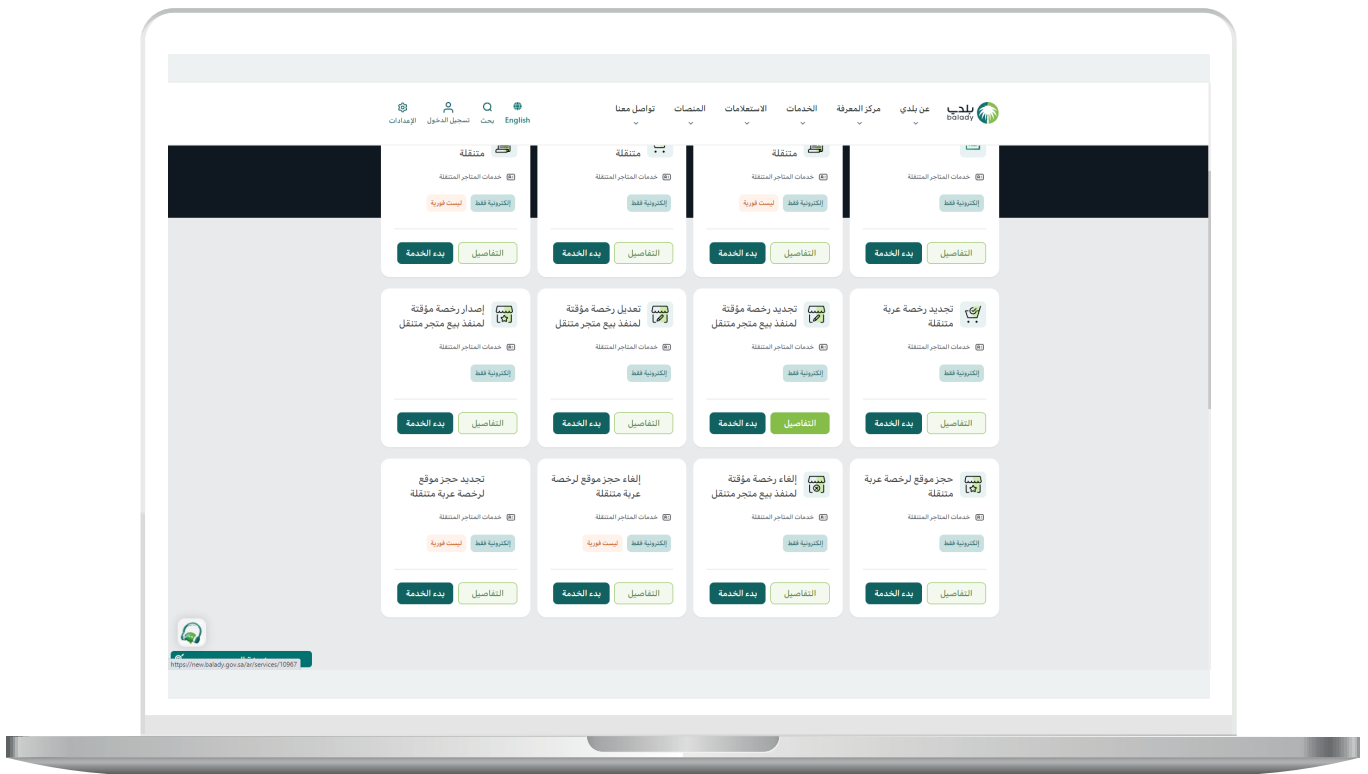 بلدي
balady
عن بلدي
مركز المعرفة
الخدمات
الاستعلامات
المنصات
تواصل معنا
English
بحث
تسجيل الدخول
الإعدادات
خدمات المتاجر المتنقلة
إلكترونية فقط
التفاصيل
بدء الخدمة
متنقلة
خدمات المتاجر المتنقلة
إلكترونية فقط
ليست فورية
التفاصيل
بدء الخدمة
متنقلة
خدمات المتاجر المتنقلة
إلكترونية فقط
التفاصيل
بدء الخدمة
متنقلة
خدمات المتاجر المتنقلة
إلكترونية فقط
ليست فورية
التفاصيل
بدء الخدمة
تجديد رخصة عربة
متنقلة
خدمات المتاجر المتنقلة
إلكترونية فقط
التفاصيل
بدء الخدمة
تجديد رخصة مؤقتة
لمنفذ بيع متجر متنقل
خدمات المتاجر المتنقلة
إلكترونية فقط
التفاصيل
بدء الخدمة
تعديل رخصة مؤقتة
لمنفذ بيع متجر متنقل
خدمات المتاجر المتنقلة
إلكترونية فقط
التفاصيل
بدء الخدمة
إصدار رخصة مؤقتة
لمنفذ بيع متجر متنقل
خدمات المتاجر المتنقلة
إلكترونية فقط
التفاصيل
بدء الخدمة
حجز موقع لرخصة عربة
متنقلة
خدمات المتاجر المتنقلة
إلكترونية فقط
التفاصيل
بدء الخدمة
إلغاء رخصة مؤقتة
لمنفذ بيع متجر متنقل
خدمات المتاجر المتنقلة
إلكترونية فقط
التفاصيل
بدء الخدمة
إلغاء حجز موقع لرخصة
عربة متنقلة
خدمات المتاجر المتنقلة
إلكترونية فقط
ليست فورية
التفاصيل
بدء الخدمة
تجديد حجز موقع
لرخصة عربة متنقلة
خدمات المتاجر المتنقلة
إلكترونية فقط
ليست فورية
التفاصيل
بدء الخدمة
https://new.balady.gov.sa/ar/services/10967